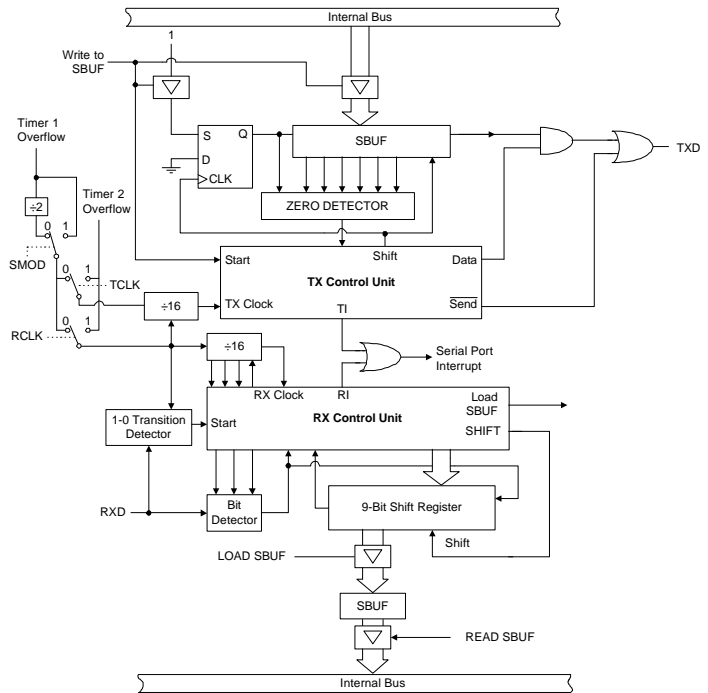 Internal Bus
1
Write to
SBUF
S
Q
D
CLK
SBUF
TXD
ZERO DETECTOR
Timer 1
Overflow
÷2
Timer 2
Overflow
0
1
SMOD
0
1
TCLK
RCLK
0
1
÷16
Start
Shift
Data
TX Control Unit
TX Clock
TI
Send
÷16
Serial Port
Interrupt
RX Clock
RI
Load
SBUF
1-0 Transition
Detector
Start
RX Control Unit
SHIFT
RXD
Bit
Detector
9-Bit Shift Register
Shift
LOAD SBUF
SBUF
READ SBUF
Internal Bus